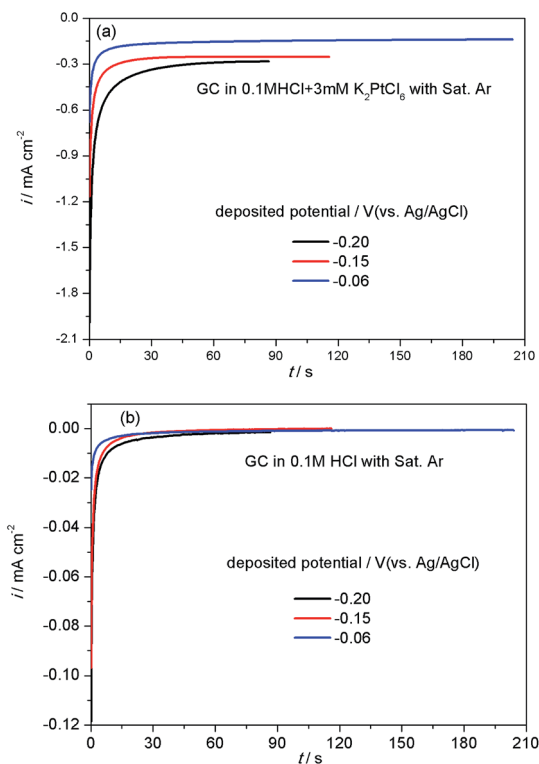 (a)
0.0
-0.3
-0.6
-0.9
-1.2
-1.5
-1.8
-2.1
i / mA cm⁻²
GC in 0.1MHCl+3mM K₂PtCl₆ with Sat. Ar
deposited potential / V(vs. Ag/AgCl)
-0.20
-0.15
-0.06
0 30 60 90 120 150 180 210
t / s
(b)
0.00
-0.02
-0.04
-0.06
-0.08
-0.10
-0.12
i / mA cm⁻²
GC in 0.1M HCl with Sat. Ar
deposited potential / V(vs. Ag/AgCl)
-0.20
-0.15
-0.06
0 30 60 90 120 150 180 210
t / s